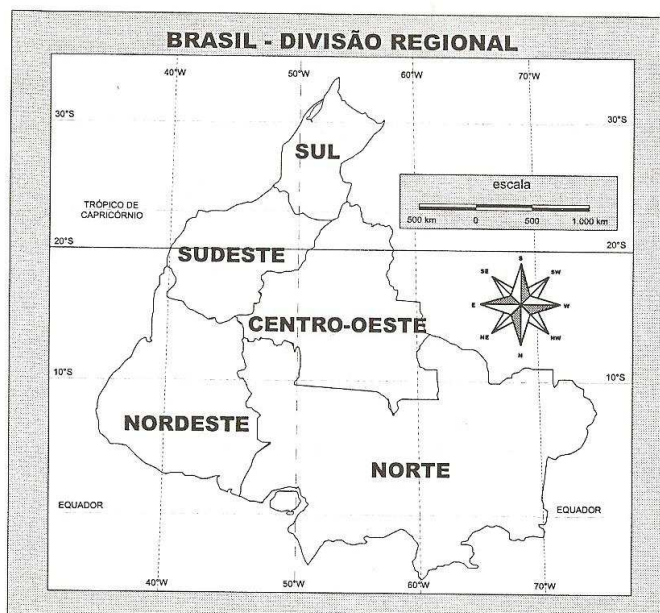 BRASIL - DIVISÃO REGIONAL
40°W 50°W 60°W 70°W
30°S 30°S
SUL
escala
500 km 0 500 1.000 km
TRÓPICO DE
CAPRICÓRNIO
20°S 20°S
SUDESTE
S
SE SW
E W
NE NW
N
CENTRO-OESTE
10°S 10°S
NORDESTE
NORTE
EQUADOR EQUADOR
40°W 50°W 60°W 70°W